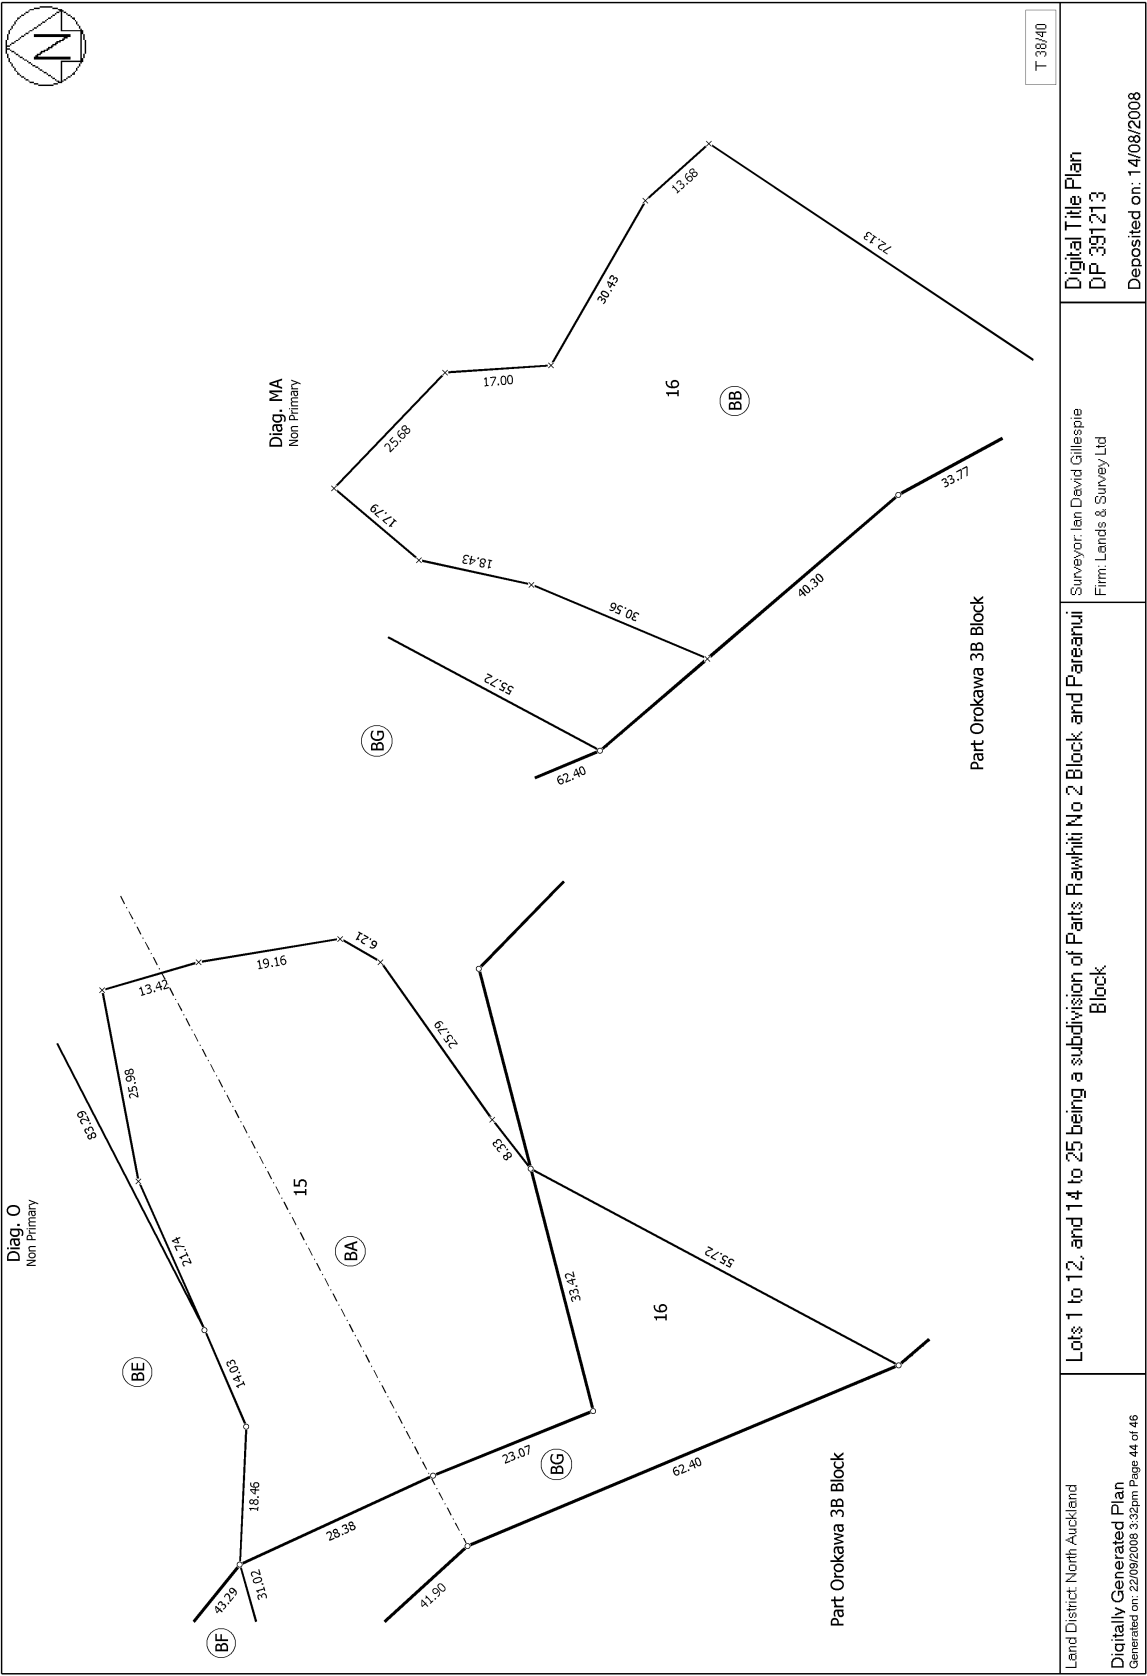 N
Diag. O
Non Primary
BE
BF
BA
BG
15
16
83.29
25.98
13.42
19.16
6.21
25.79
8.33
21.74
14.03
18.46
28.38
43.29
31.02
41.90
23.07
33.42
55.72
62.40
Part Orokawa 3B Block
Diag. MA
Non Primary
BG
BB
16
25.68
17.00
30.43
13.68
72.13
17.79
18.43
30.56
55.72
62.40
40.30
33.77
Part Orokawa 3B Block
T 38/40
Land District: North Auckland
Digitally Generated Plan
Generated on: 22/09/2008 3:32pm Page 44 of 46
Lots 1 to 12, and 14 to 25 being a subdivision of Parts Rawhiti No 2 Block and Pareanui
Block
Surveyor: Ian David Gillespie
Firm: Lands & Survey Ltd
Digital Title Plan
DP 391213
Deposited on: 14/08/2008